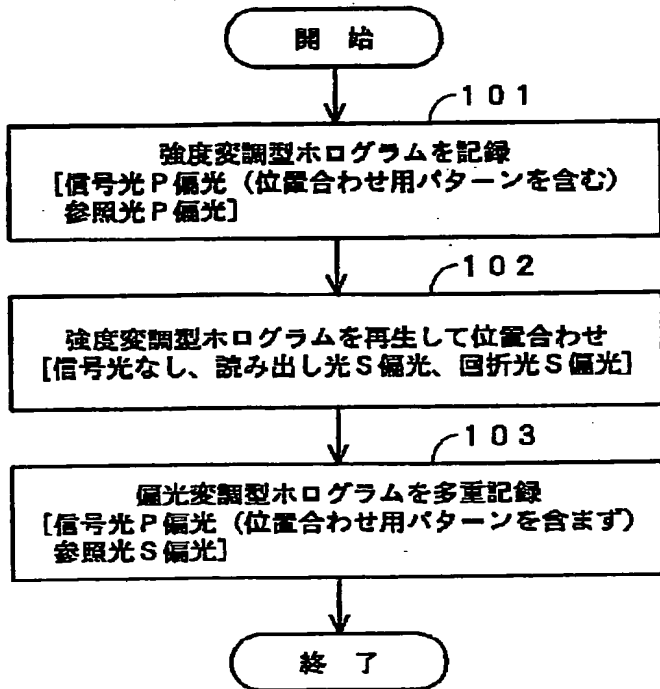 開 始
101
強度変調型ホログラムを記録
[信号光P偏光（位置合わせ用パターンを含む）
参照光P偏光]
102
強度変調型ホログラムを再生して位置合わせ
[信号光なし、読み出し光S偏光、回折光S偏光]
103
偏光変調型ホログラムを多重記録
[信号光P偏光（位置合わせ用パターンを含まず）
参照光S偏光]
終 了